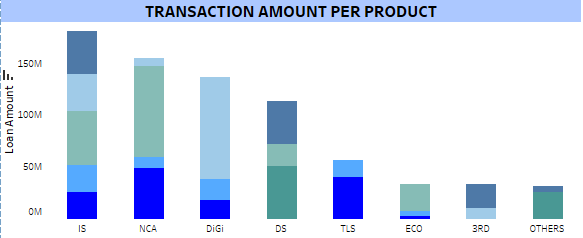 TRANSACTION AMOUNT PER PRODUCT
Loan Amount
150M
100M
50M
0M
IS NCA DiGi DS TLS ECO 3RD OTHERS